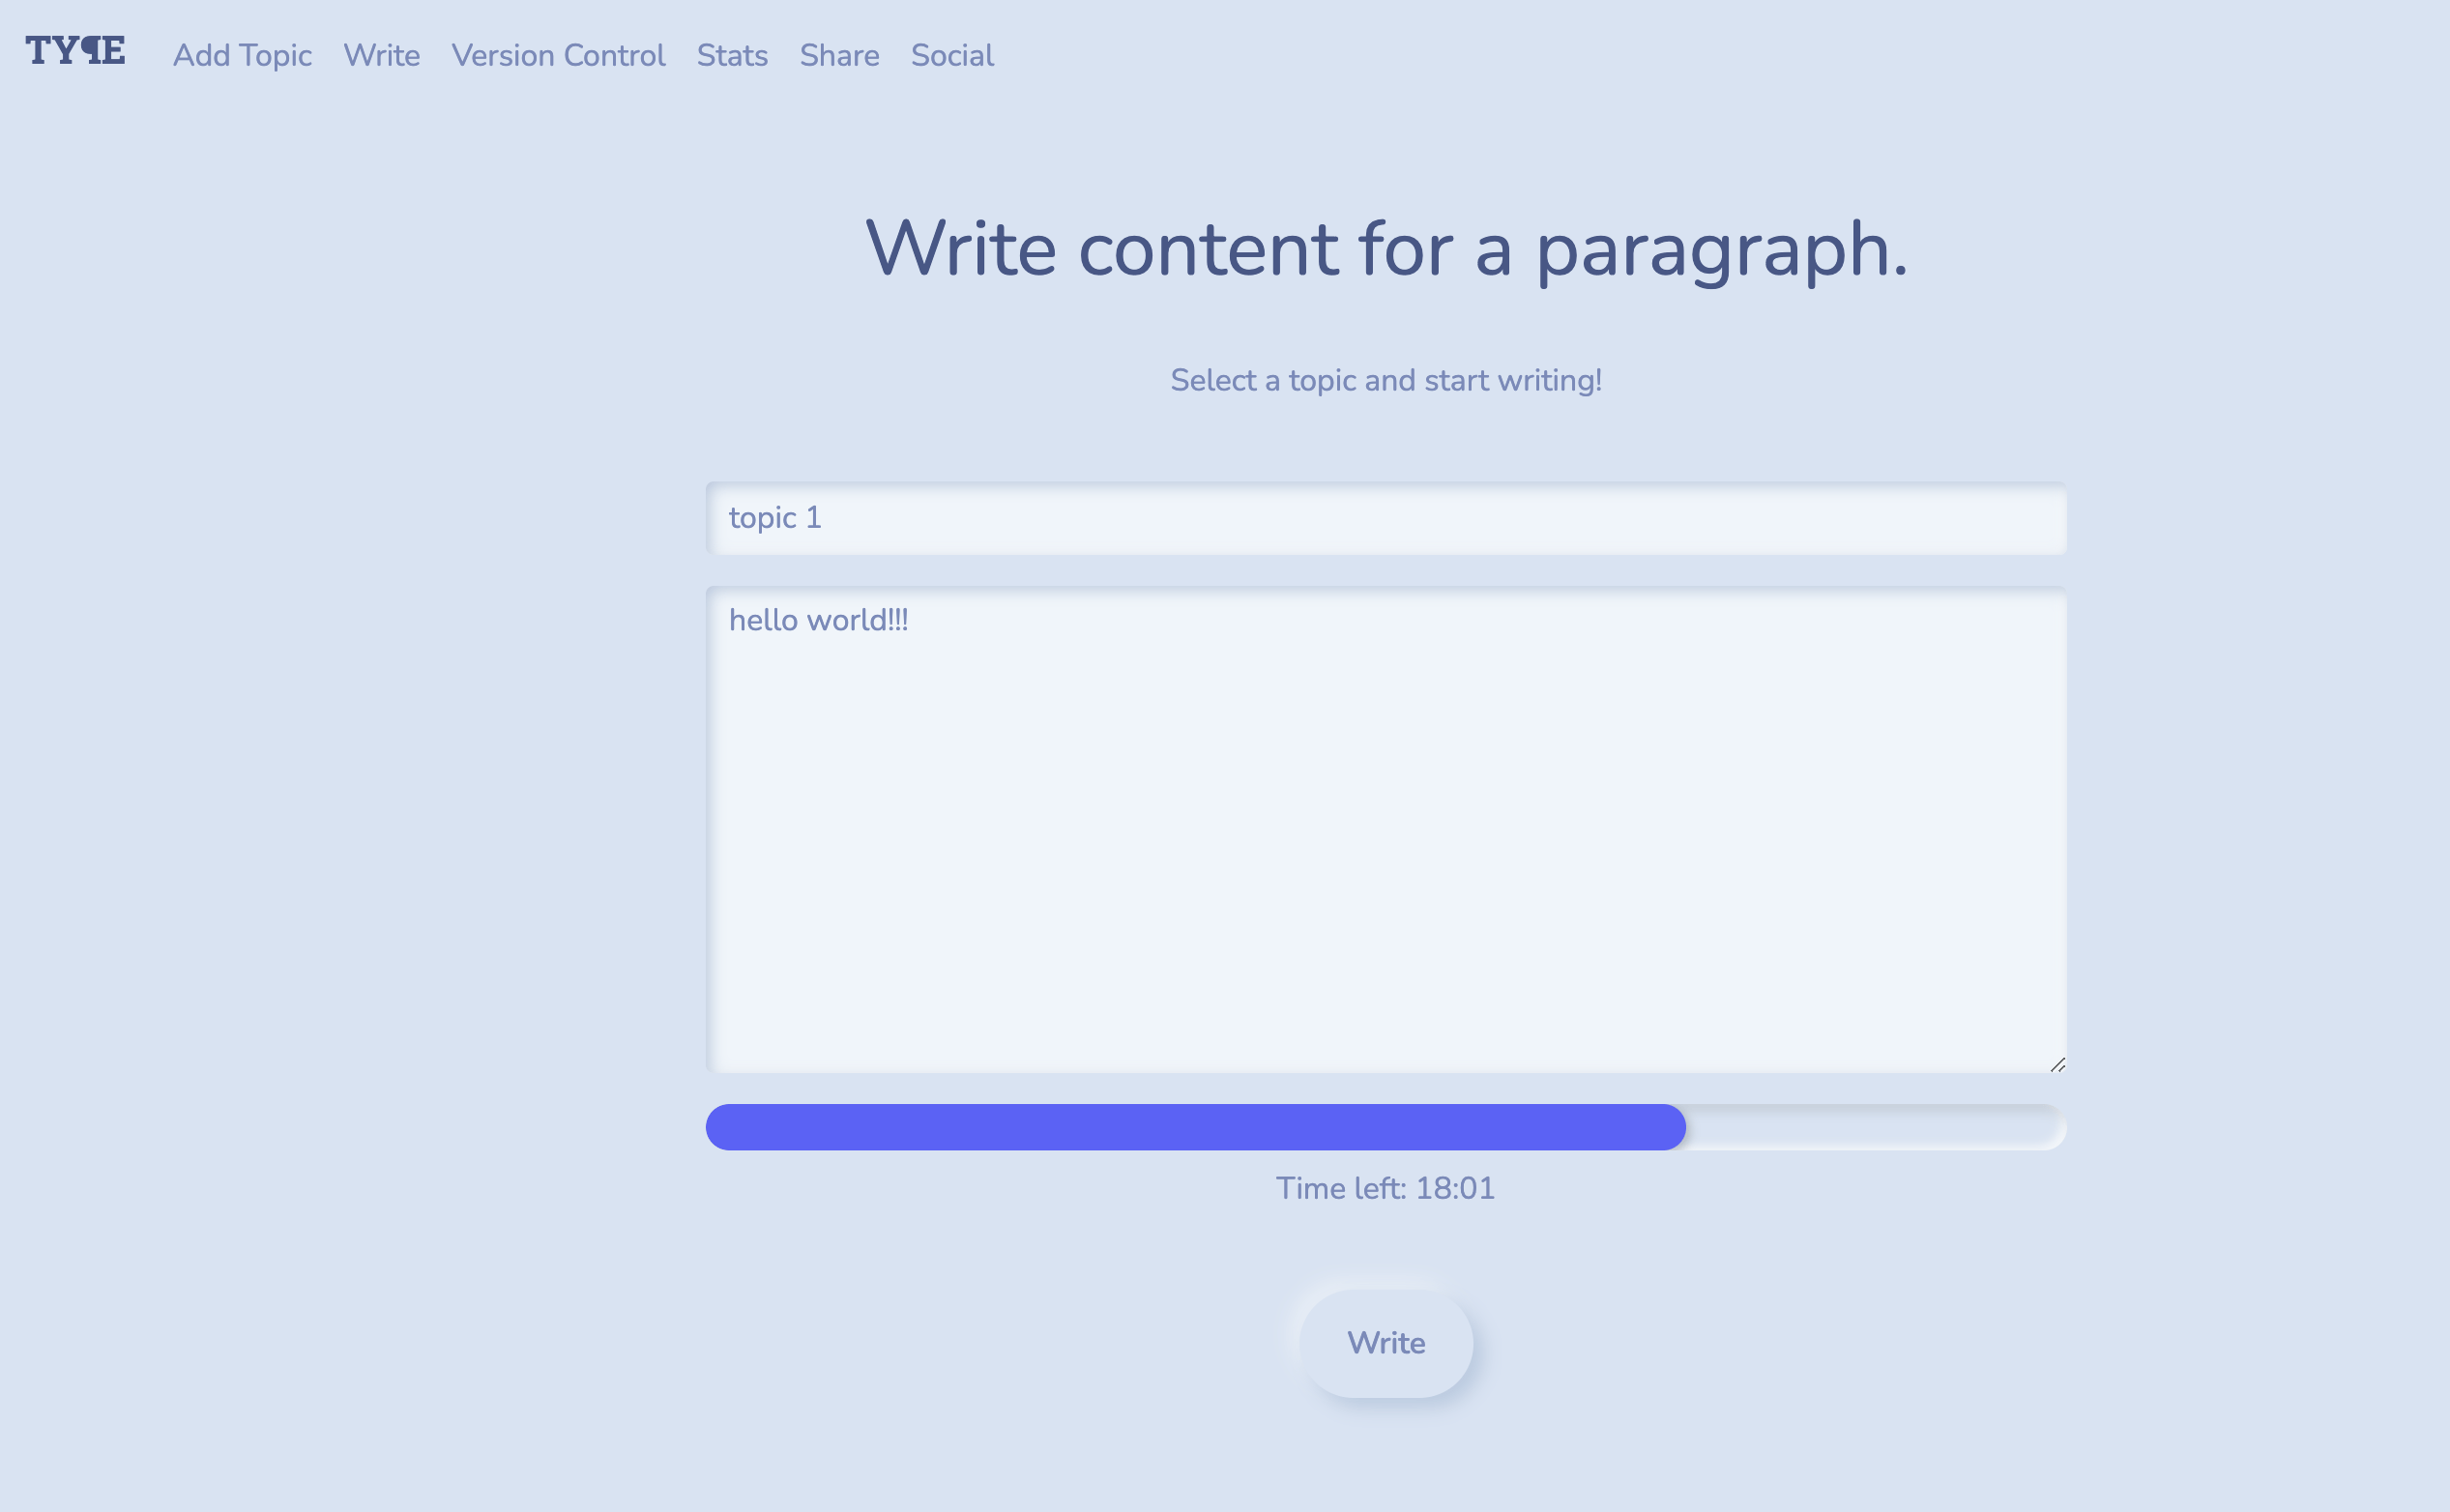 TY¶E
Add Topic Write Version Control Stats Share Social
Write content for a paragraph.
Select a topic and start writing!
topic 1
hello world!!!
Time left: 18:01
Write